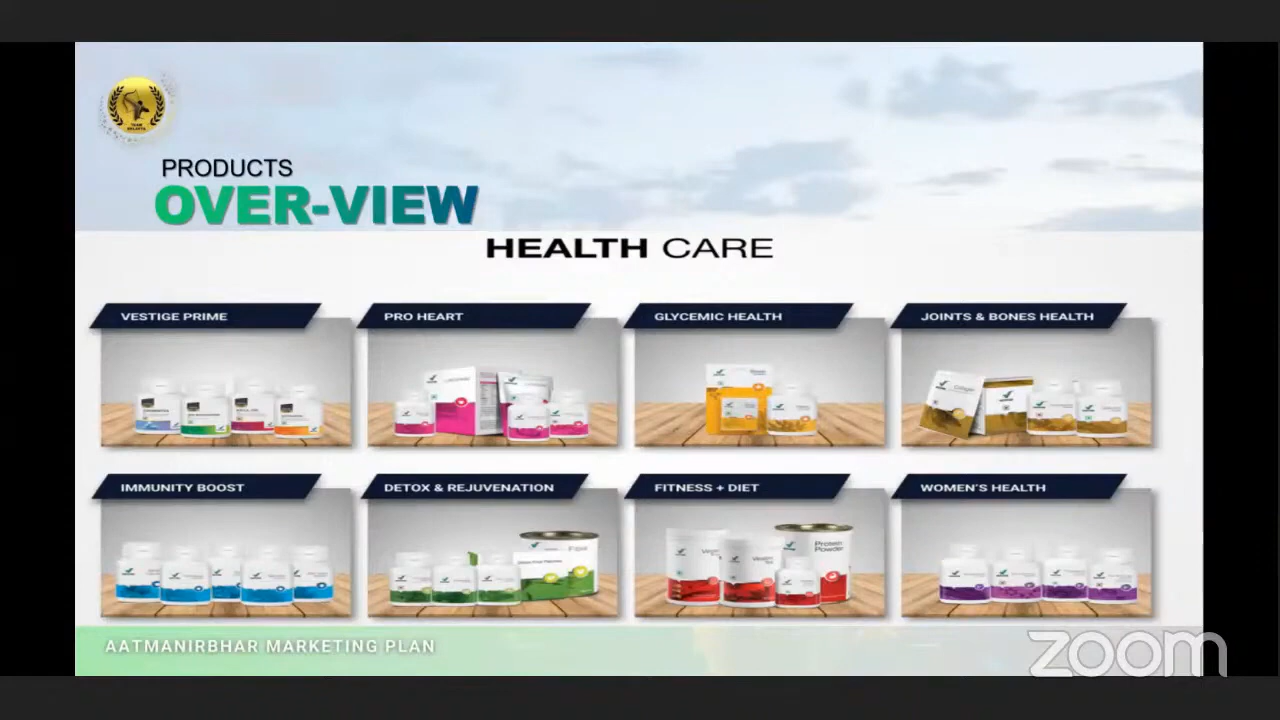 PRODUCTS
OVER-VIEW
HEALTH CARE
VESTIGE PRIME
PRO HEART
GLYCEMIC HEALTH
JOINTS & BONES HEALTH
IMMUNITY BOOST
DETOX & REJUVENATION
FITNESS + DIET
WOMEN'S HEALTH
Protein
Powder
AATMANIRBHAR MARKETING PLAN
zoom